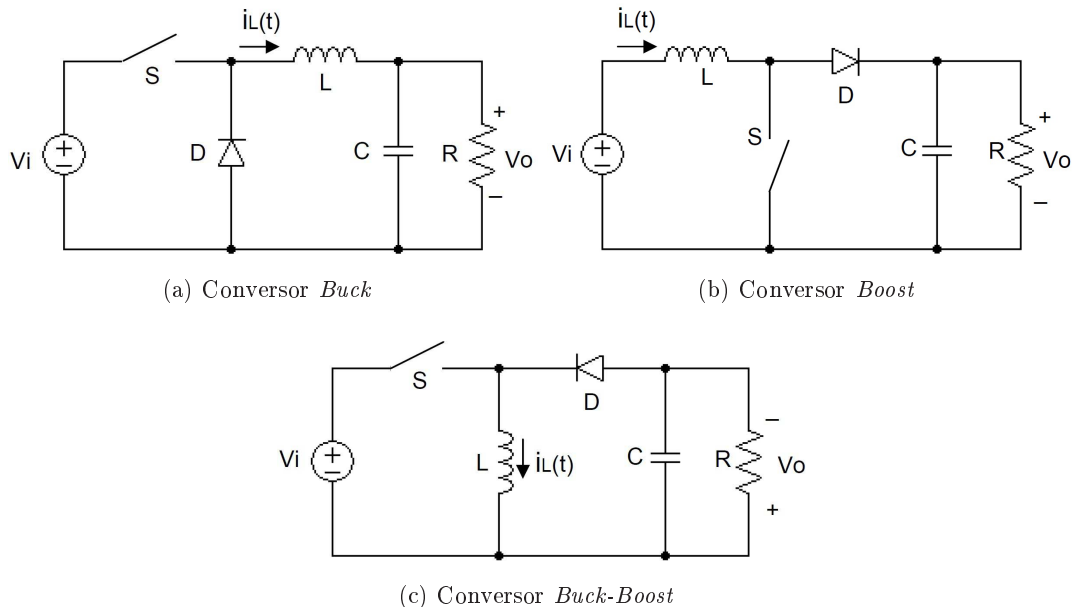 iL(t)
S
L
Vi
+
−
D
C
R
+
Vo
−
(a) Conversor Buck
iL(t)
L
D
S
Vi
+
−
C
R
+
Vo
−
(b) Conversor Boost
S
D
Vi
+
−
L
iL(t)
C
R
−
Vo
+
(c) Conversor Buck-Boost